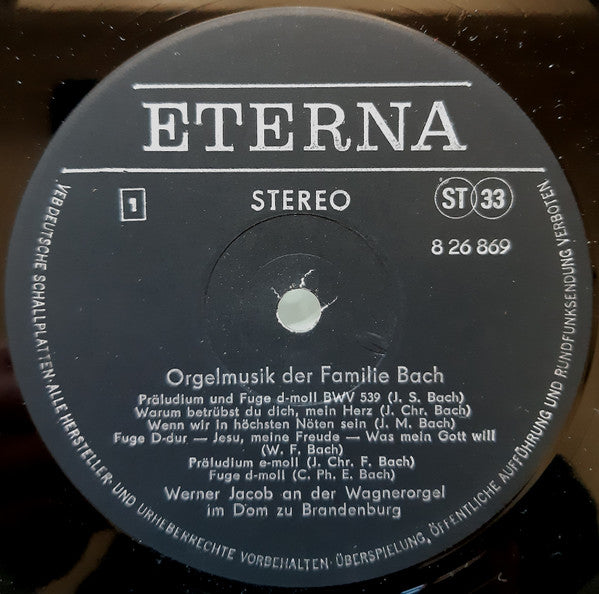 ETERNA
1
STEREO
ST 33
8 26 869
Orgelmusik der Familie Bach
Präludium und Fuge d-moll BWV 539 (J. S. Bach)
Warum betrübst du dich, mein Herz (J. Chr. Bach)
Wenn wir in höchsten Nöten sein (J. M. Bach)
Fuge D-dur — Jesu, meine Freude — Was mein Gott will
(W. F. Bach)
Präludium e-moll (J. Chr. F. Bach)
Fuge d-moll (C. Ph. E. Bach)
Werner Jacob an der Wagnerorgel
im Dom zu Brandenburg
VEB DEUTSCHE SCHALLPLATTEN · ALLE HERSTELLER- UND URHEBERRECHTE VORBEHALTEN · ÜBERSPIELUNG, ÖFFENTLICHE AUFFÜHRUNG UND RUNDFUNKSENDUNG VERBOTEN